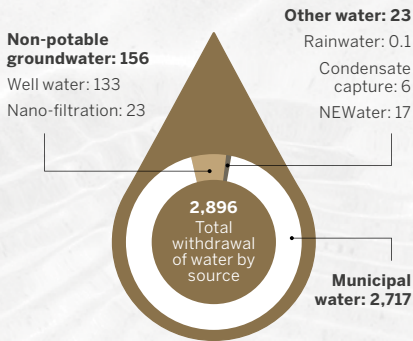 Non-potable
groundwater: 156
Well water: 133
Nano-filtration: 23
Other water: 23
Rainwater: 0.1
Condensate
capture: 6
NEWater: 17
2,896
Total
withdrawal
of water by
source
Municipal
water: 2,717